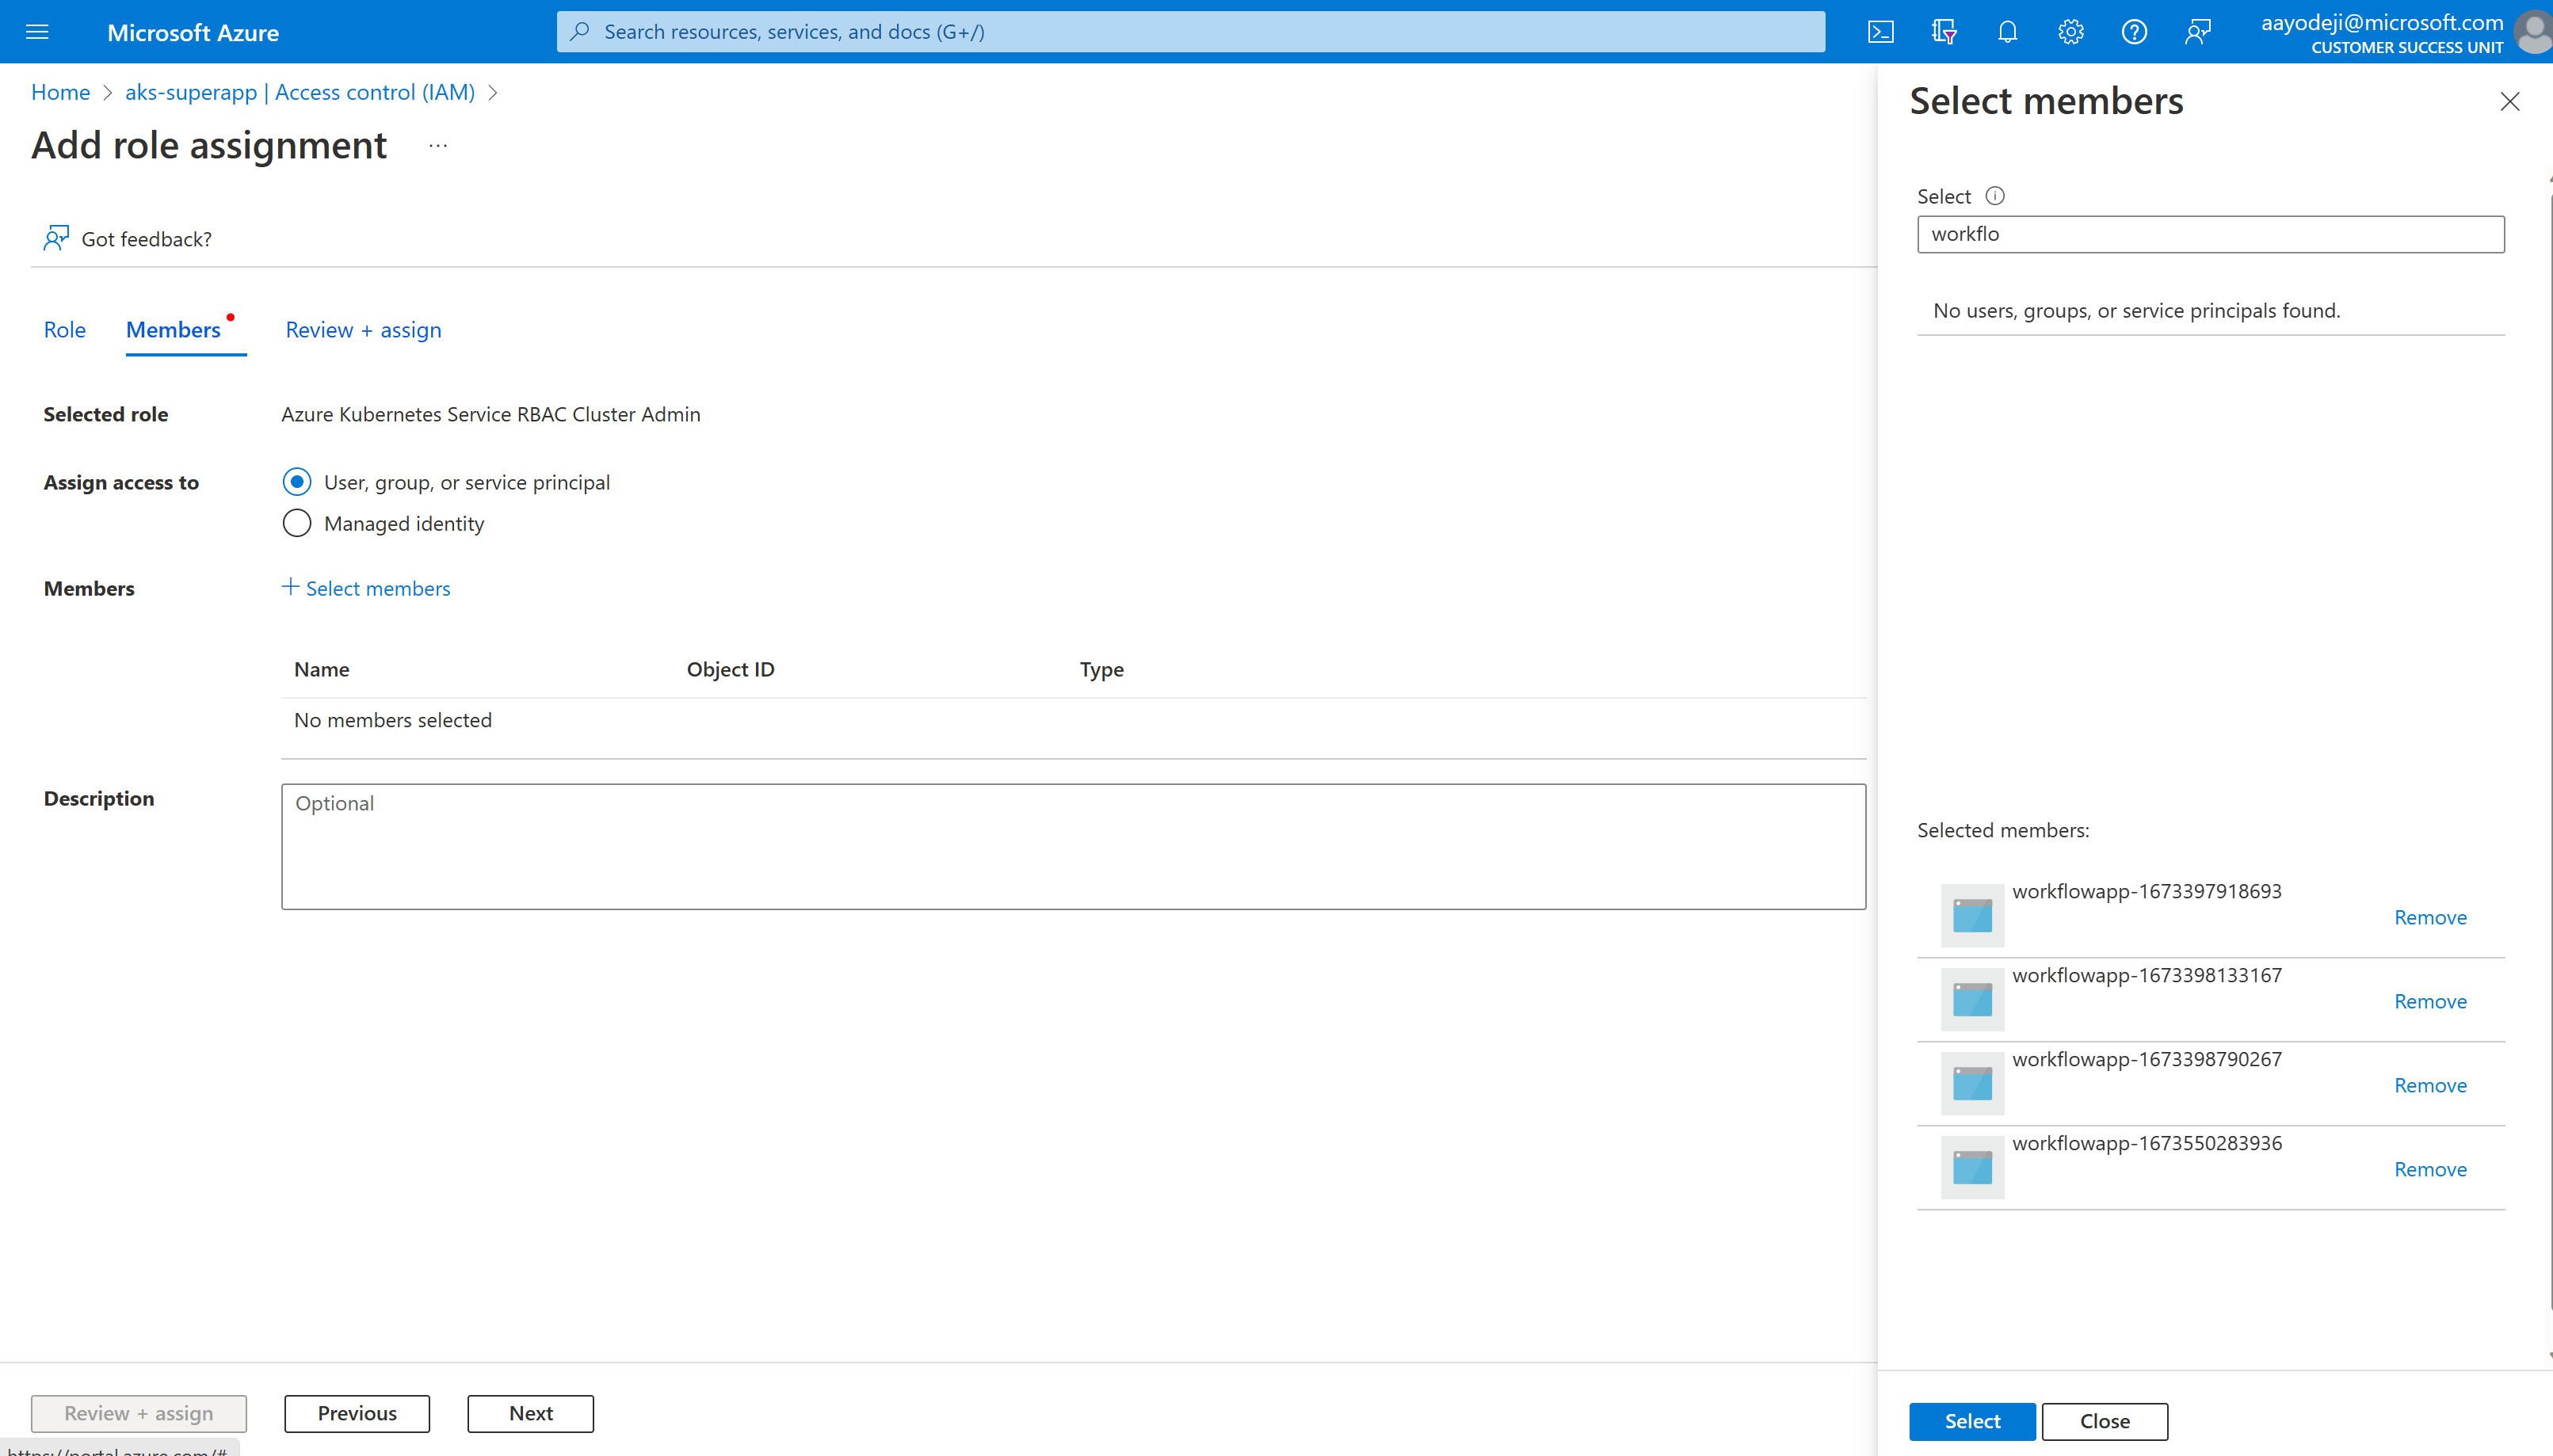 Microsoft Azure
Search resources, services, and docs (G+/)
aayodeji@microsoft.com
CUSTOMER SUCCESS UNIT
Home > aks-superapp | Access control (IAM) >
Add role assignment ...
Got feedback?
Role Members Review + assign
Selected role Azure Kubernetes Service RBAC Cluster Admin
Assign access to User, group, or service principal
Managed identity
Members + Select members
Name Object ID Type
No members selected
Description Optional
Review + assign Previous Next
https://portal.azure.com/#
Select members
Select
workflo
No users, groups, or service principals found.
Selected members:
workflowapp-1673397918693
Remove
workflowapp-1673398133167
Remove
workflowapp-1673398790267
Remove
workflowapp-1673550283936
Remove
Select Close